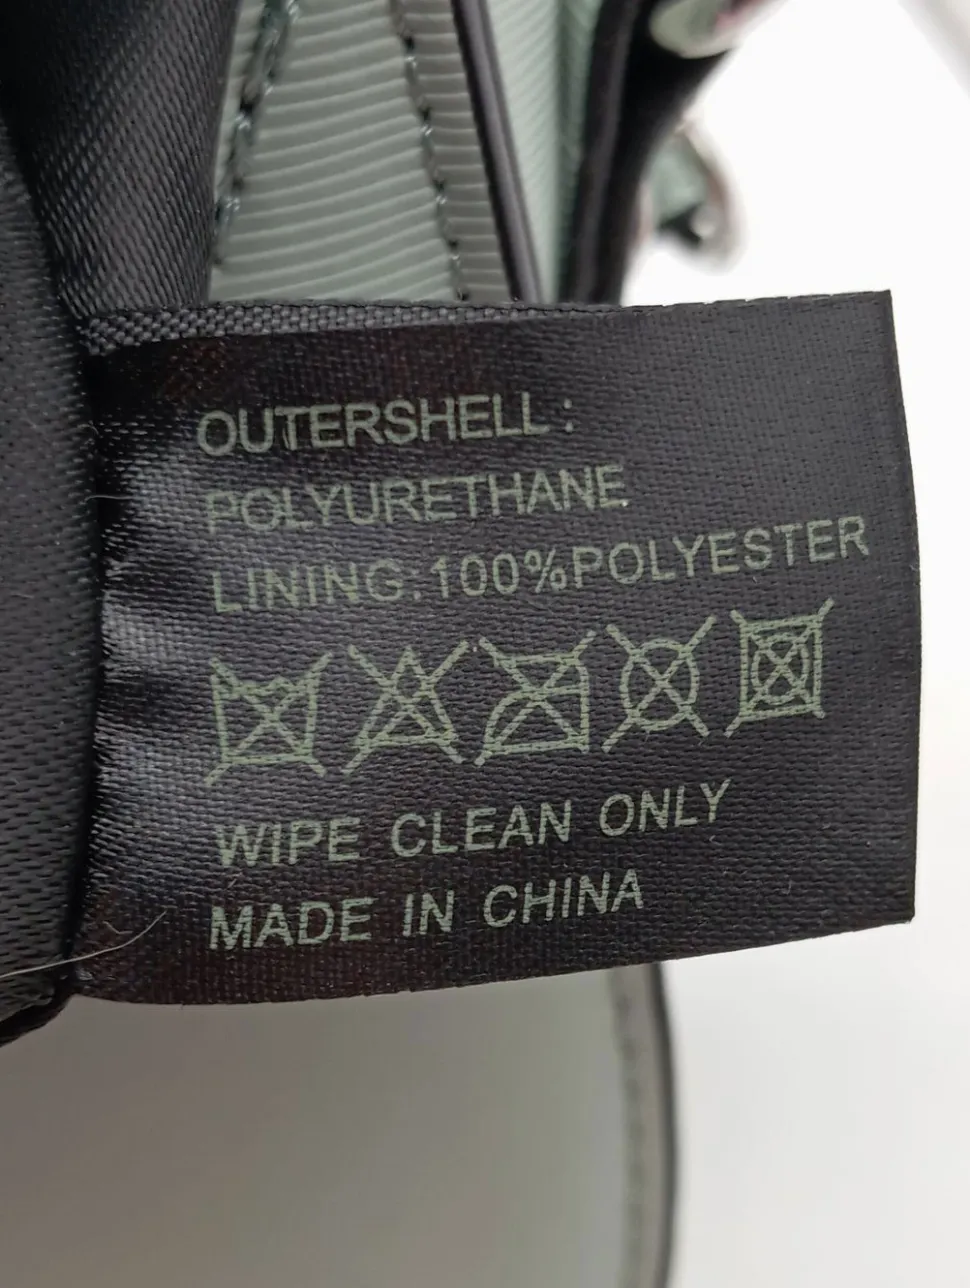 OUTERSHELL:
POLYURETHANE
LINING:100%POLYESTER
WIPE CLEAN ONLY
MADE IN CHINA